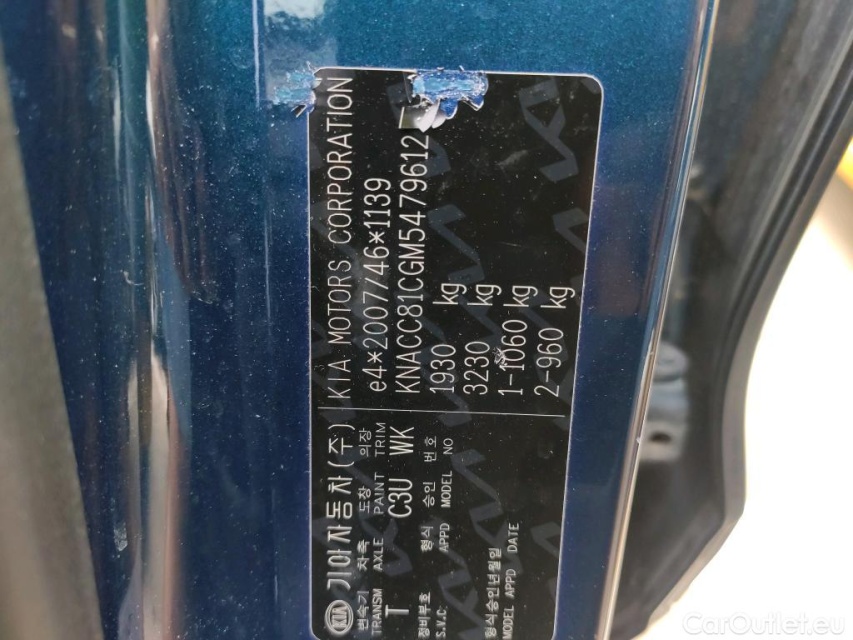 KIA 기아자동차(주) KIA MOTORS CORPORATION
변속기 차축 도장 의장
TRANSM AXLE PAINT TRIM
T C3U WK
e4*2007/46*1139
KNACC81CGM5479612
정비부호 형식 승인 번호
S.V.C: APPD MODEL NO
1930 kg
3230 kg
1-1060 kg
2-960 kg
형식승인년월일
MODEL APPD DATE
CarOutlet.eu